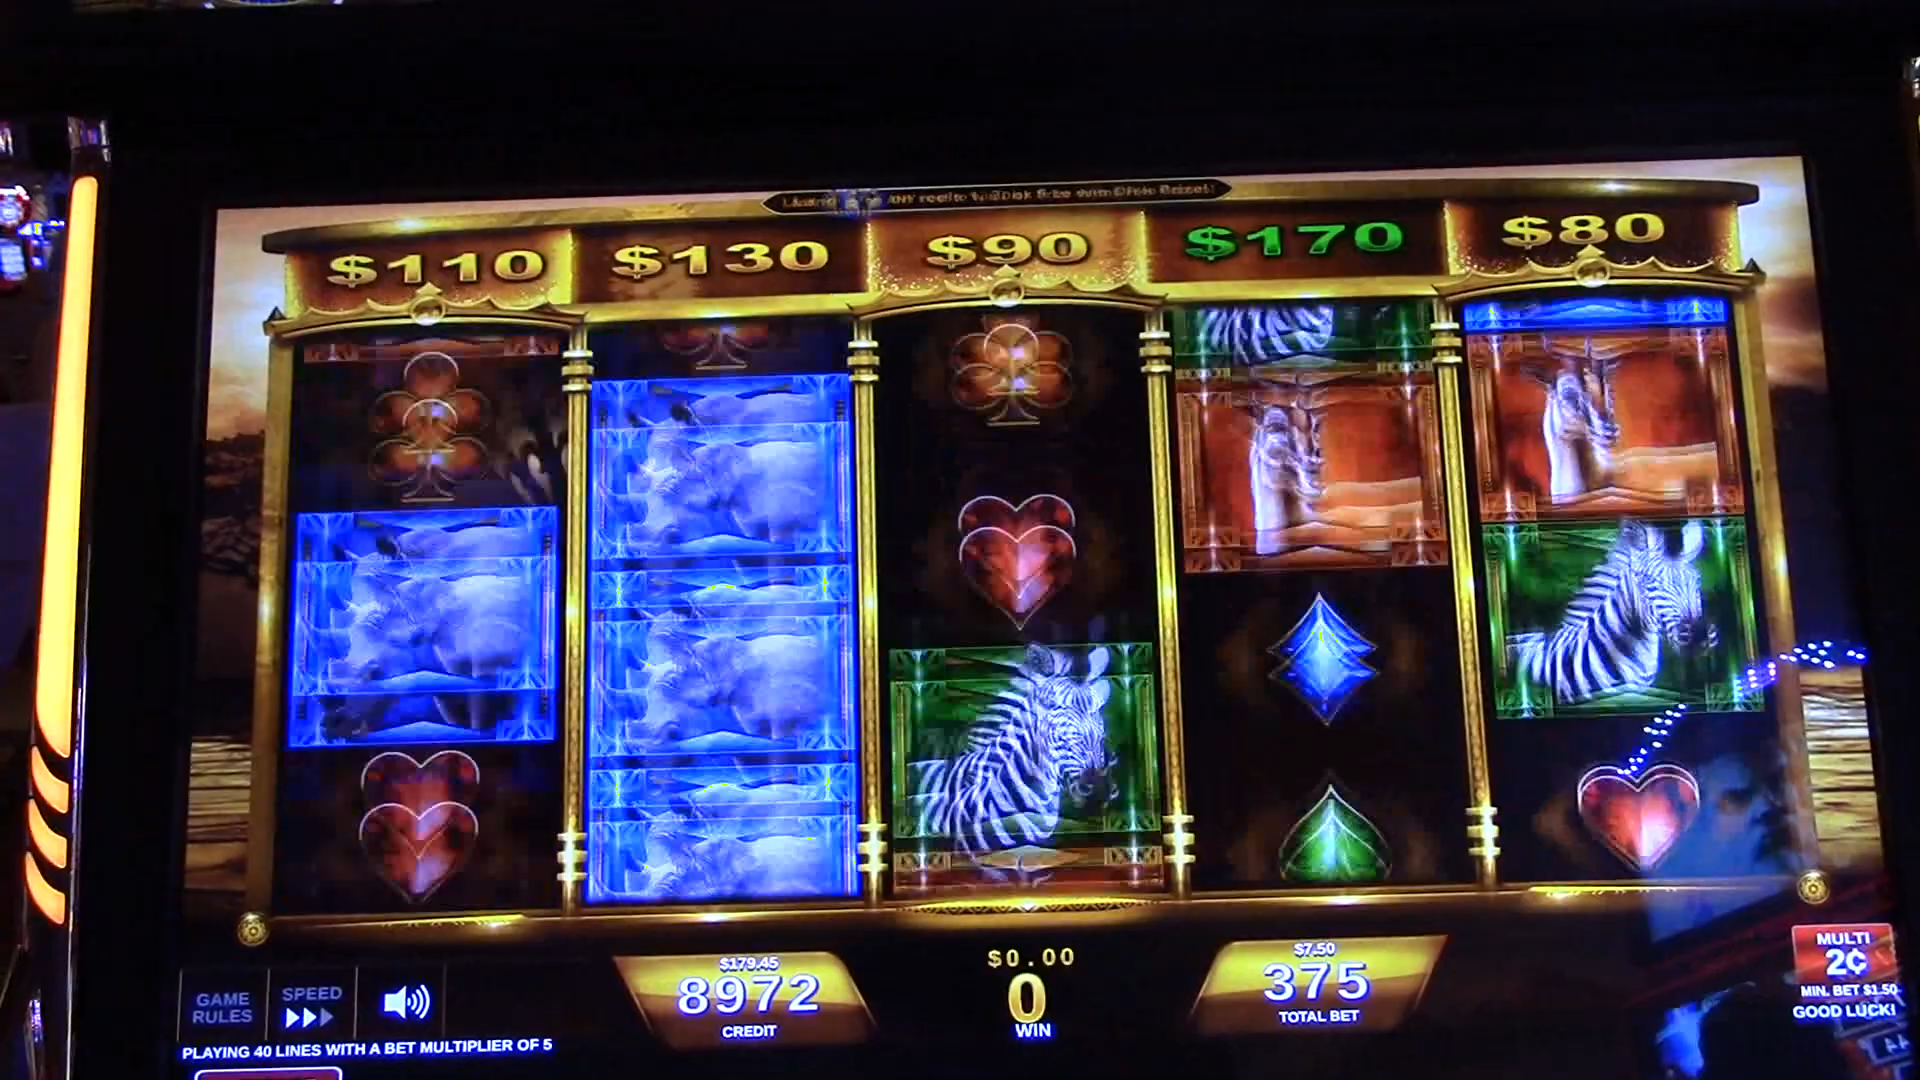 $110 $130 $90 $170 $80
GAME RULES
SPEED
$179.45
8972
CREDIT
$0.00
0
WIN
$7.50
375
TOTAL BET
MULTI
2¢
MIN. BET $1.50
GOOD LUCK!
PLAYING 40 LINES WITH A BET MULTIPLIER OF 5